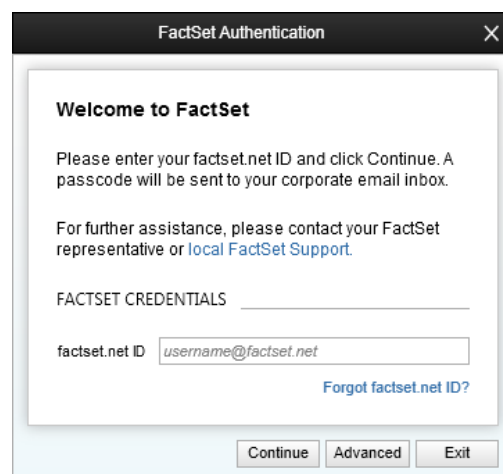 FactSet Authentication
Welcome to FactSet
Please enter your factset.net ID and click Continue. A
passcode will be sent to your corporate email inbox.
For further assistance, please contact your FactSet
representative or local FactSet Support.
FACTSET CREDENTIALS
factset.net ID username@factset.net
Forgot factset.net ID?
Continue Advanced Exit